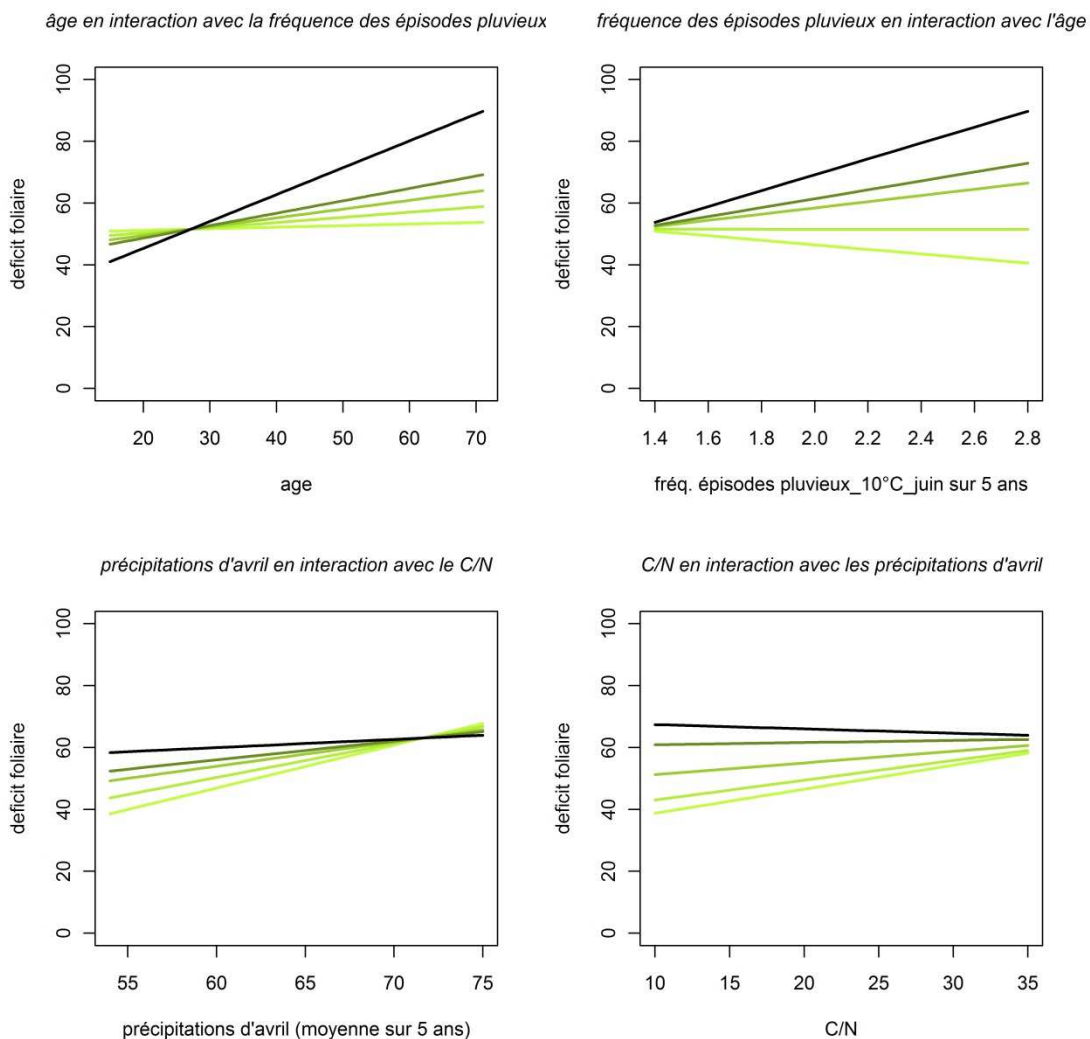 âge en interaction avec la fréquence des épisodes pluvieux
fréquence des épisodes pluvieux en interaction avec l'âge
deficit foliaire
0 20 40 60 80 100
20 30 40 50 60 70
age
deficit foliaire
0 20 40 60 80 100
1.4 1.6 1.8 2.0 2.2 2.4 2.6 2.8
fréq. épisodes pluvieux_10°C_juin sur 5 ans
précipitations d'avril en interaction avec le C/N
C/N en interaction avec les précipitations d'avril
deficit foliaire
0 20 40 60 80 100
55 60 65 70 75
précipitations d'avril (moyenne sur 5 ans)
deficit foliaire
0 20 40 60 80 100
10 15 20 25 30 35
C/N